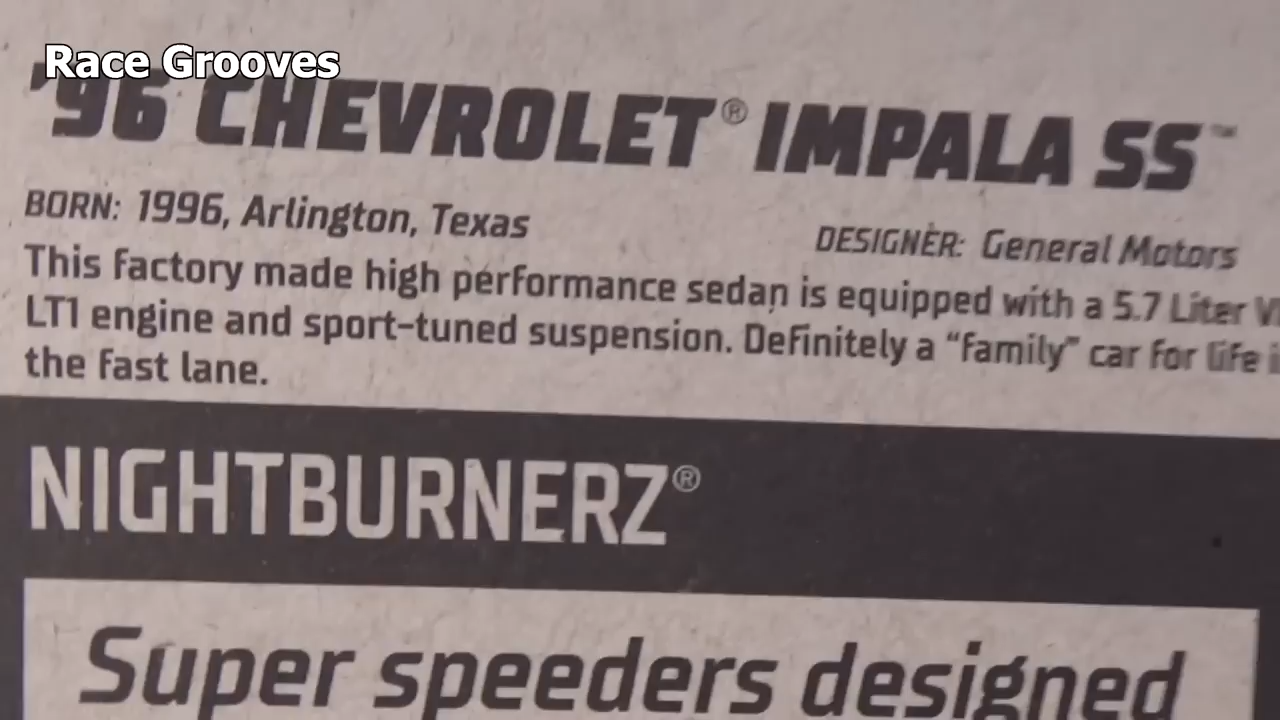 Race Grooves
'96 CHEVROLET® IMPALA SS™
BORN: 1996, Arlington, Texas
DESIGNER: General Motors
This factory made high performance sedan is equipped with a 5.7 Liter
LT1 engine and sport-tuned suspension. Definitely a “family” car for life
the fast lane.
NIGHTBURNERZ®
Super speeders designed